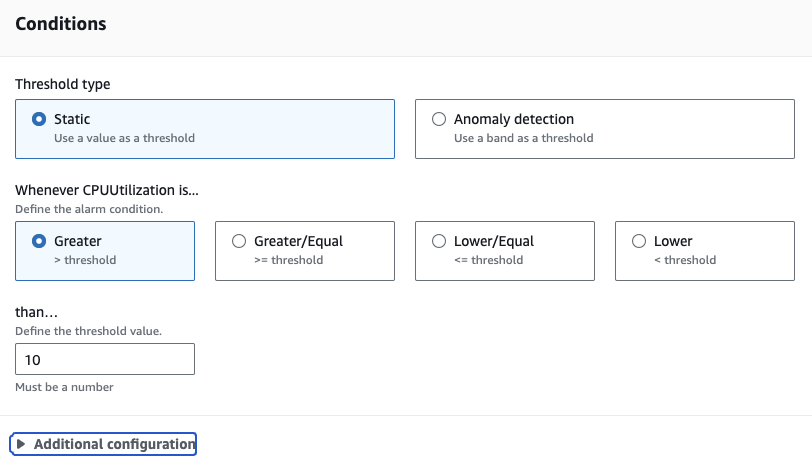 Conditions
Threshold type
Static
Use a value as a threshold
Anomaly detection
Use a band as a threshold
Whenever CPUUtilization is...
Define the alarm condition.
Greater
> threshold
Greater/Equal
>= threshold
Lower/Equal
<= threshold
Lower
< threshold
than...
Define the threshold value.
10
Must be a number
Additional configuration